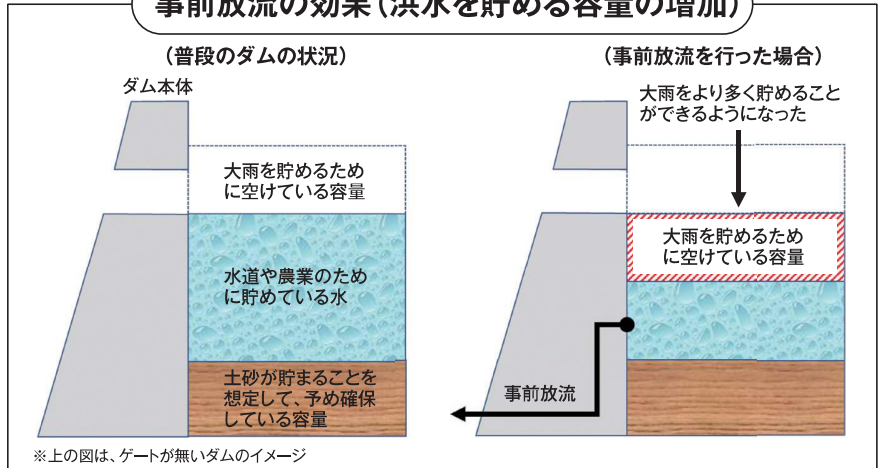 事前放流の効果(洪水を貯める容量の増加)
(普段のダムの状況)
ダム本体
大雨を貯めるため
に空けている容量
水道や農業のため
に貯めている水
土砂が貯まることを
想定して、予め確保
している容量
※上の図は、ゲートが無いダムのイメージ
(事前放流を行った場合)
大雨をより多く貯めること
ができるようになった
大雨を貯めるため
に空けている容量
事前放流